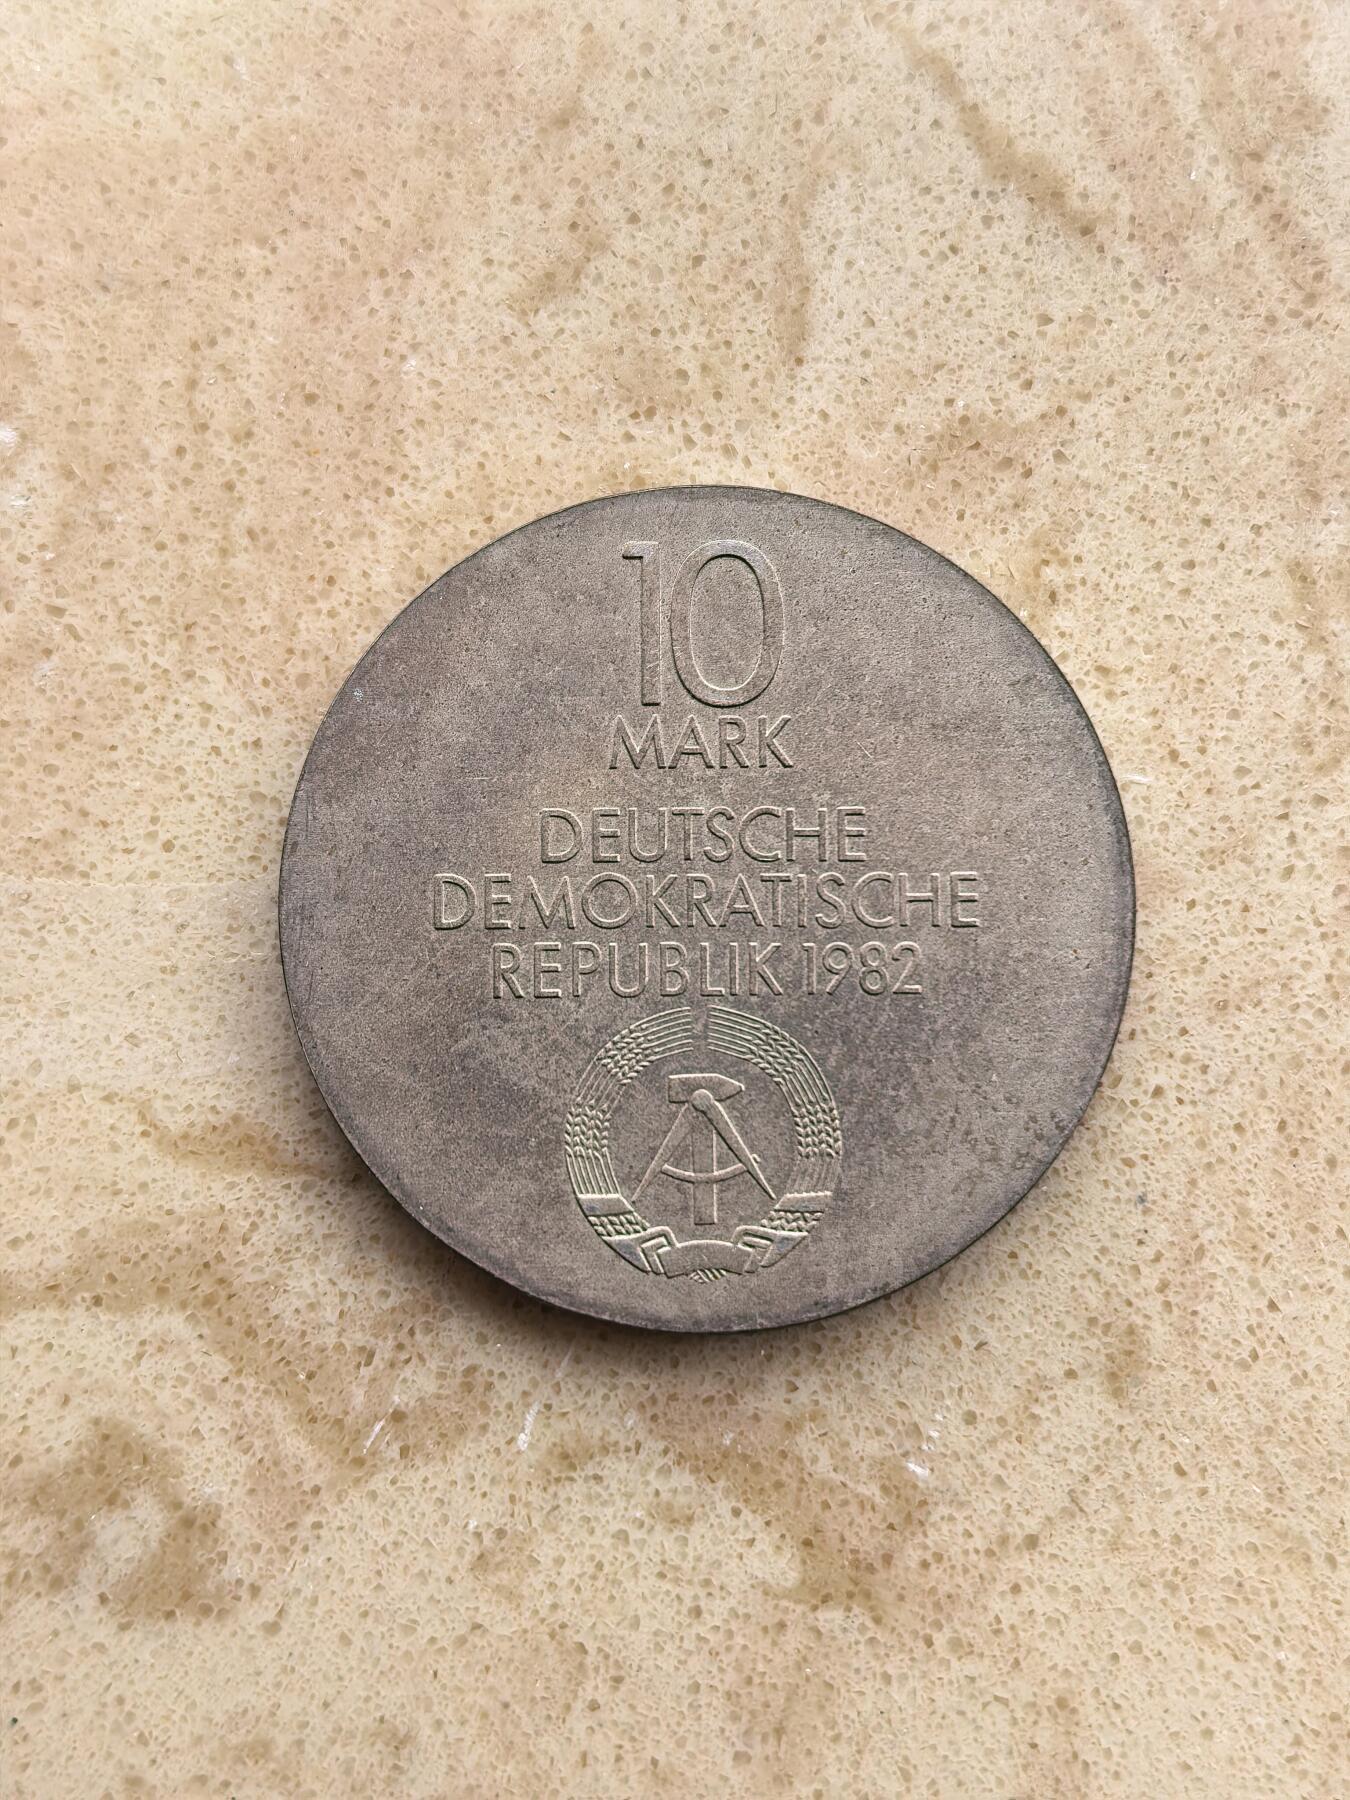 10
MARK
DEUTSCHE
DEMOKRATISCHE
REPUBLIK 1982